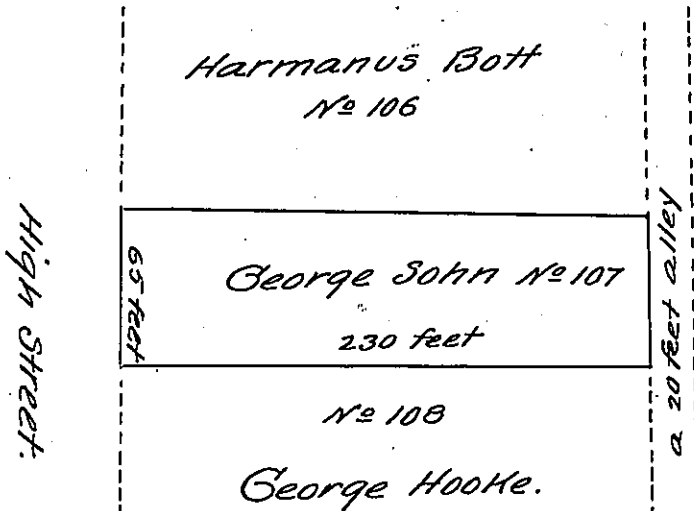 Harmanus Bott
Nº 106
High Street.
65 feet
George Sohn Nº 107
230 feet
a 20 feet alley
Nº 108
George Hooke.